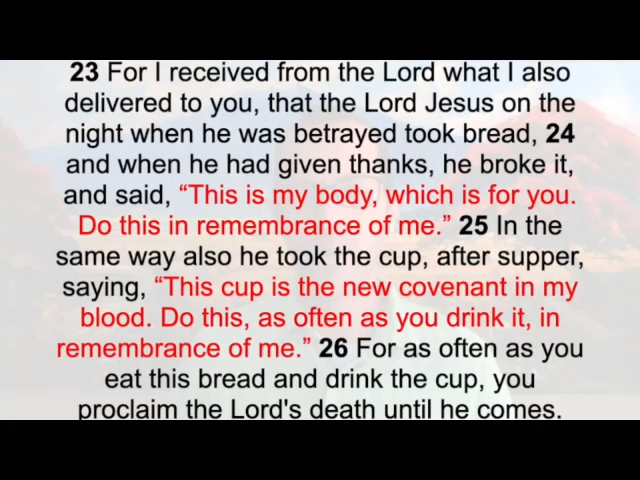 23 For I received from the Lord what I also
delivered to you, that the Lord Jesus on the
night when he was betrayed took bread, 24
and when he had given thanks, he broke it,
and said, “This is my body, which is for you.
Do this in remembrance of me.” 25 In the
same way also he took the cup, after supper,
saying, “This cup is the new covenant in my
blood. Do this, as often as you drink it, in
remembrance of me.” 26 For as often as you
eat this bread and drink the cup, you
proclaim the Lord's death until he comes.